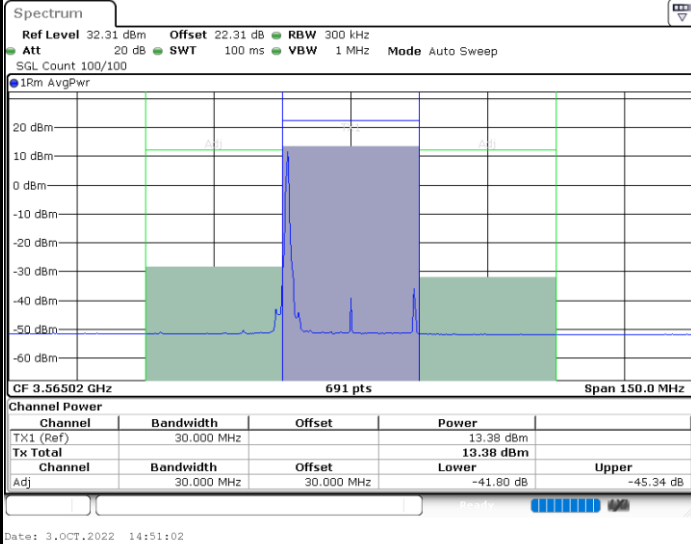 Spectrum
Ref Level 32.31 dBm Offset 22.31 dB RBW 300 kHz
Att 20 dB SWT 100 ms VBW 1 MHz Mode Auto Sweep
SGL Count 100/100
1Rm AvgPwr
20 dBm
Adj Adj
10 dBm
0 dBm
-10 dBm
-20 dBm
-30 dBm
-40 dBm
-50 dBm
-60 dBm
CF 3.56502 GHz 691 pts Span 150.0 MHz
Channel Power
Channel Bandwidth Offset Power
TX1 (Ref) 30.000 MHz 13.38 dBm
Tx Total 13.38 dBm
Channel Bandwidth Offset Lower Upper
Adj 30.000 MHz 30.000 MHz -41.80 dB -45.34 dB
Ready
Date: 3.OCT.2022 14:51:02